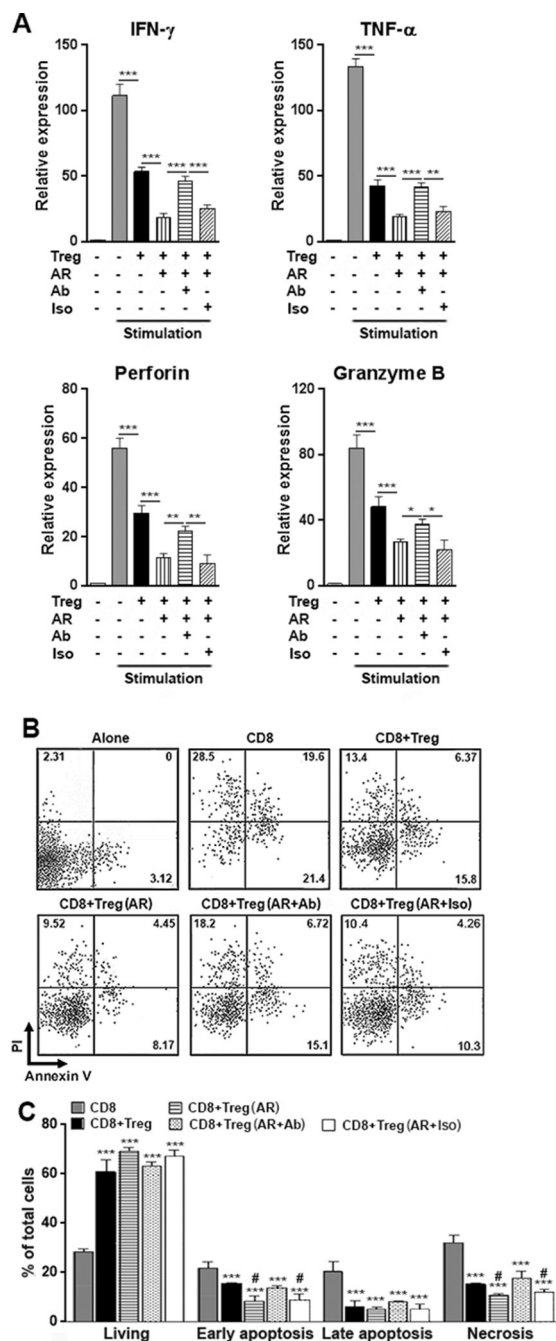 A
IFN-γ
TNF-α
Relative expression
150
100
50
0
***
***
*** ***
Treg - - + + + +
AR - - - + + +
Ab - - - - + -
Iso - - - - - +
Stimulation
Relative expression
150
100
50
0
***
***
*** **
Treg - - + + + +
AR - - - + + +
Ab - - - - + -
Iso - - - - - +
Stimulation
Perforin
Granzyme B
Relative expression
60
40
20
0
***
***
** **
Treg - - + + + +
AR - - - + + +
Ab - - - - + -
Iso - - - - - +
Stimulation
Relative expression
120
80
40
0
***
***
* *
Treg - - + + + +
AR - - - + + +
Ab - - - - + -
Iso - - - - - +
Stimulation
B
Alone
CD8
CD8+Treg
2.31 0
3.12
28.5 19.6
21.4
13.4 6.37
15.8
CD8+Treg(AR)
CD8+Treg(AR+Ab)
CD8+Treg(AR+Iso)
9.52 4.45
8.17
18.2 6.72
15.1
10.4 4.26
10.3
PI
Annexin V
C
CD8
CD8+Treg(AR)
CD8+Treg
CD8+Treg(AR+Ab)
CD8+Treg(AR+Iso)
% of total cells
80
60
40
20
0
*** *** *** ***
# #
*** *** *** ***
*** *** *** ***
# #
*** *** *** ***
Living
Early apoptosis
Late apoptosis
Necrosis